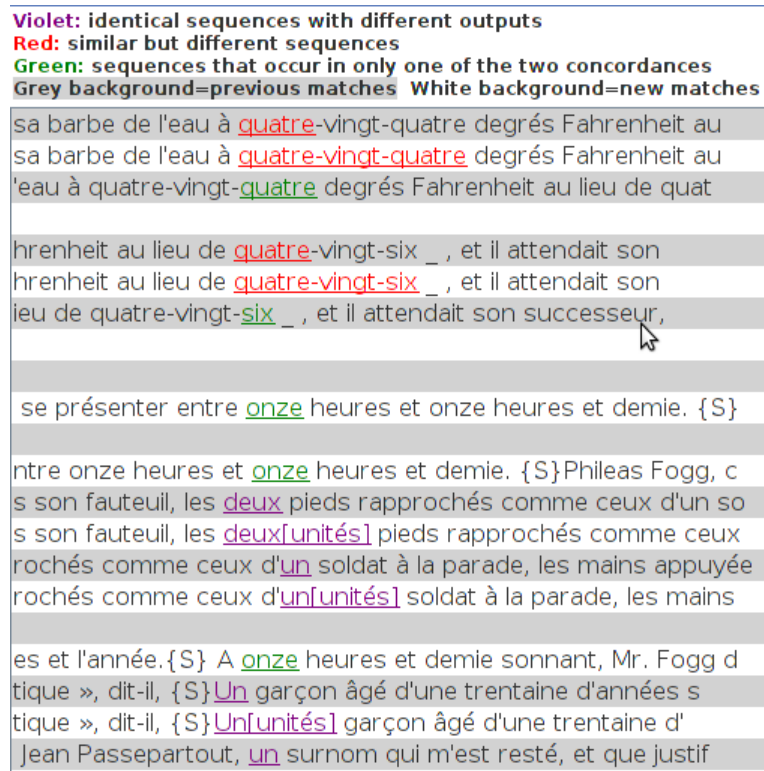 Violet: identical sequences with different outputs
Red: similar but different sequences
Green: sequences that occur in only one of the two concordances
Grey background=previous matches  White background=new matches
sa barbe de l'eau à quatre-vingt-quatre degrés Fahrenheit au
sa barbe de l'eau à quatre-vingt-quatre degrés Fahrenheit au
'eau à quatre-vingt-quatre degrés Fahrenheit au lieu de quat
hrenheit au lieu de quatre-vingt-six _ , et il attendait son
hrenheit au lieu de quatre-vingt-six _ , et il attendait son
ieu de quatre-vingt-six _ , et il attendait son successeur,
se présenter entre onze heures et onze heures et demie. {S}
ntre onze heures et onze heures et demie. {S}Phileas Fogg, c
s son fauteuil, les deux pieds rapprochés comme ceux d'un so
s son fauteuil, les deux[unités] pieds rapprochés comme ceux
rochés comme ceux d'un soldat à la parade, les mains appuyée
rochés comme ceux d'un[unités] soldat à la parade, les mains
es et l'année.{S} A onze heures et demie sonnant, Mr. Fogg d
tique », dit-il, {S}Un garçon âgé d'une trentaine d'années s
tique », dit-il, {S}Un[unités] garçon âgé d'une trentaine d'
Jean Passepartout, un surnom qui m'est resté, et que justif